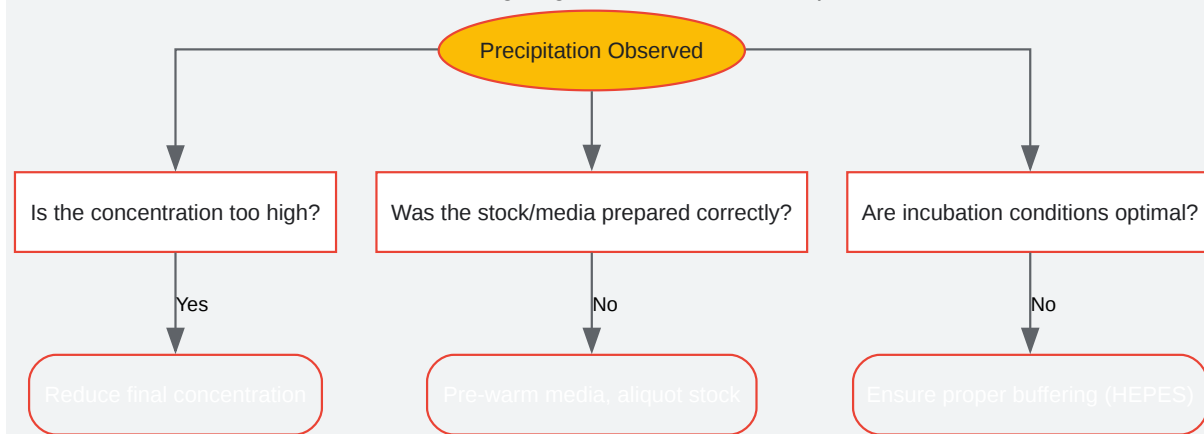 Precipitation Observed
Is the concentration too high?
Was the stock/media prepared correctly?
Are incubation conditions optimal?
Yes
No
No
Reduce final concentration
Pre-warm media, aliquot stock
Ensure proper buffering (HEPES)